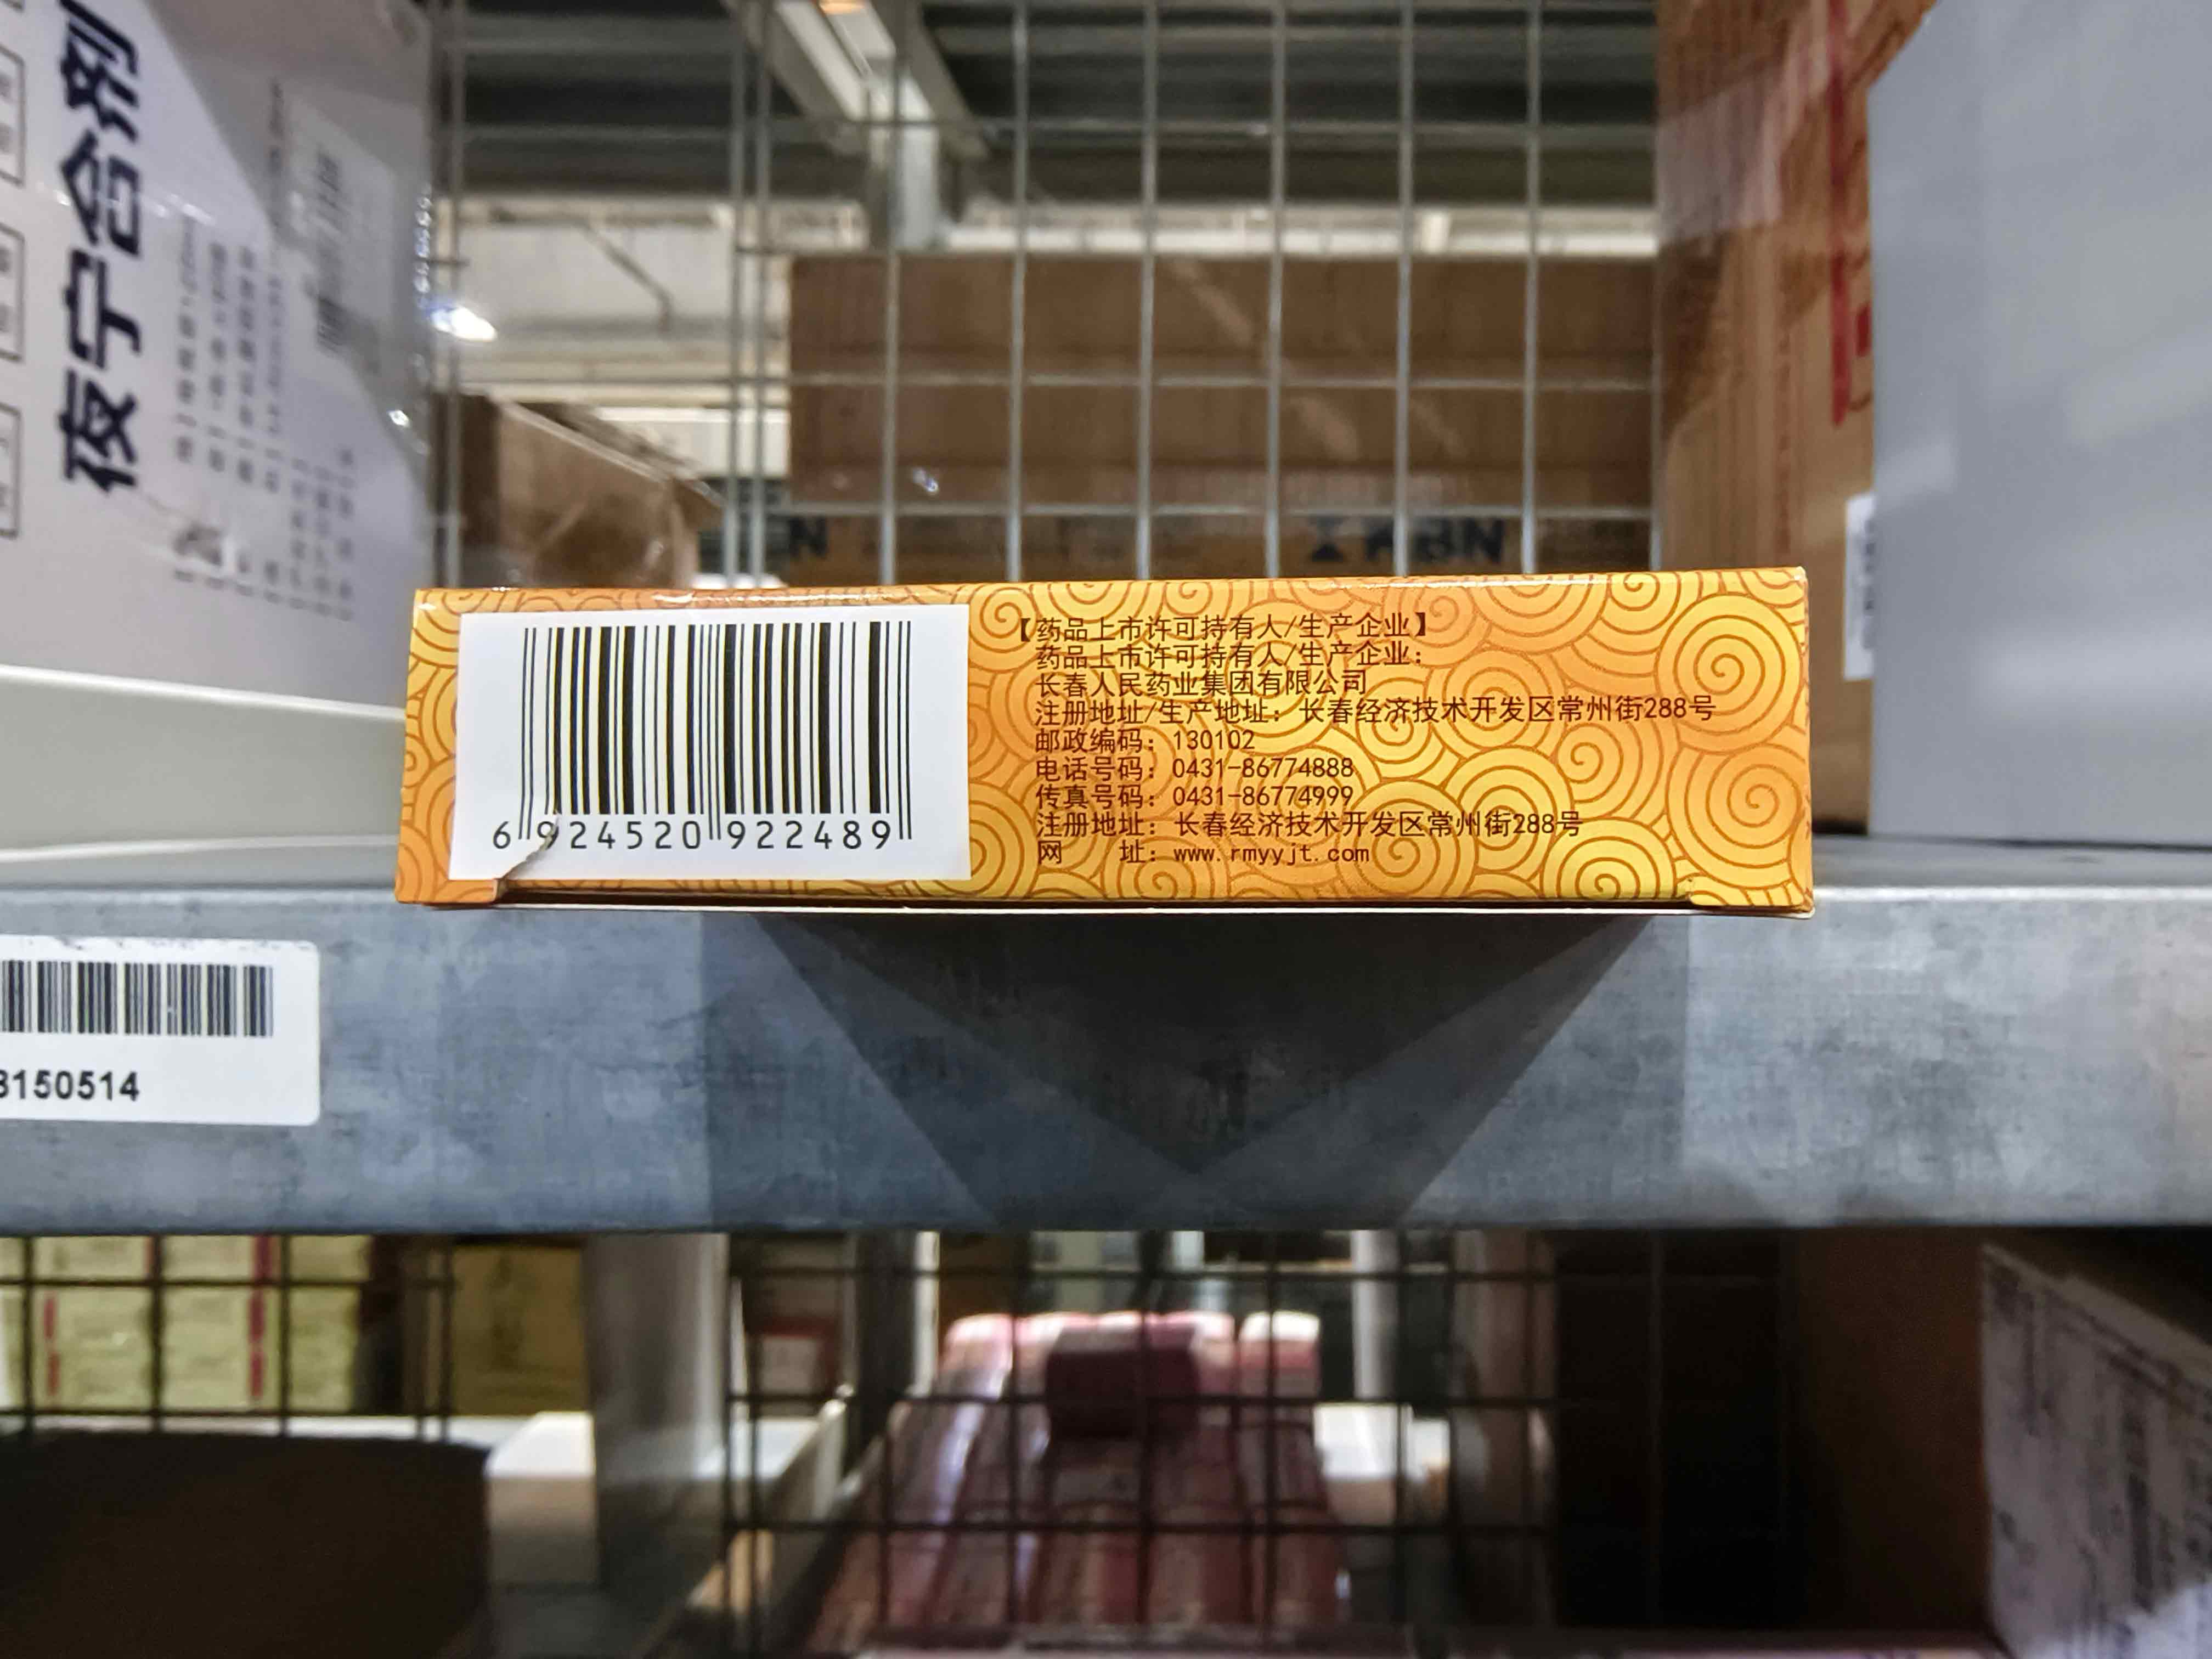 夜宁合剂
【药品上市许可持有人/生产企业】
药品上市许可持有人/生产企业：
长春人民药业集团有限公司
注册地址/生产地址：长春经济技术开发区常州街288号
邮政编码：130102
电话号码：0431-86774888
传真号码：0431-86774999
注册地址：长春经济技术开发区常州街288号
网 址：www.rmyyjt.com
6 924520 922489
3150514